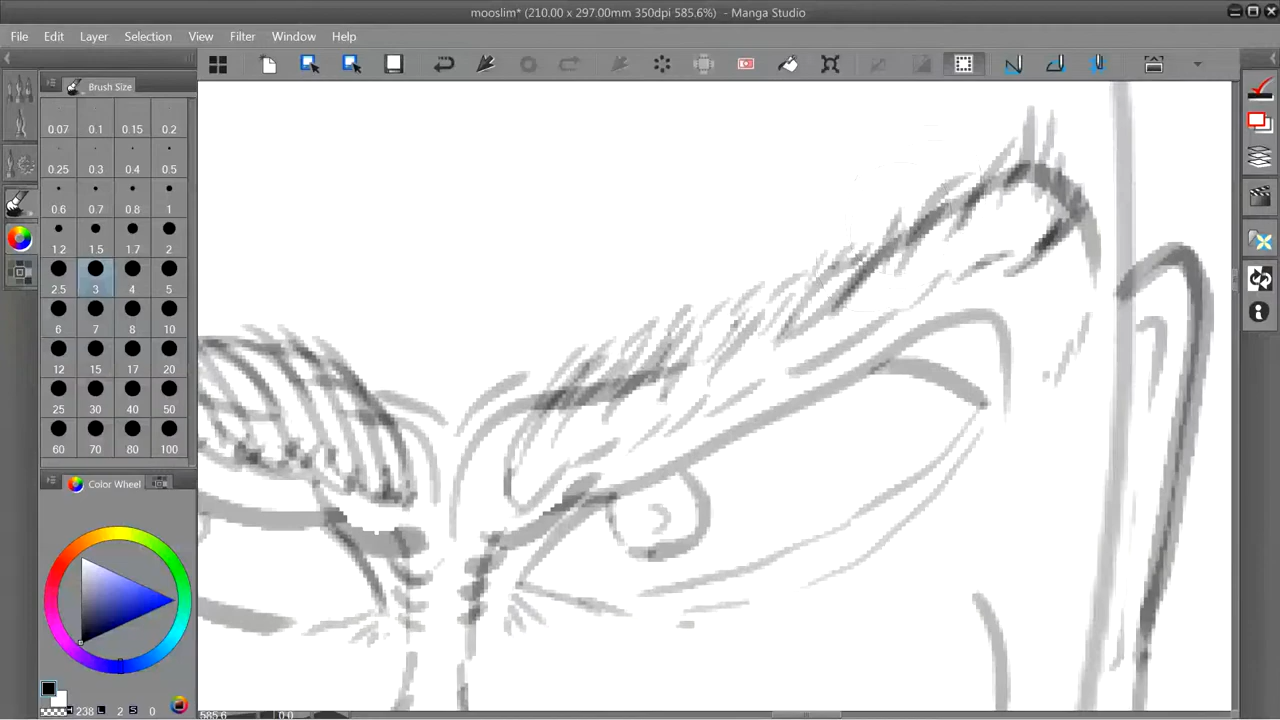 mooslim* (210.00 x 297.00mm 350dpi 585.6%) - Manga Studio
File Edit Layer Selection View Filter Window Help
Brush Size
0.07 0.1 0.15 0.2
0.25 0.3 0.4 0.5
0.6 0.7 0.8 1
1.2 1.5 1.7 2
2.5 3 4 5
6 7 8 10
12 15 17 20
25 30 40 50
60 70 80 100
Color Wheel
H 238 L 2 S 0
585.6 0.0